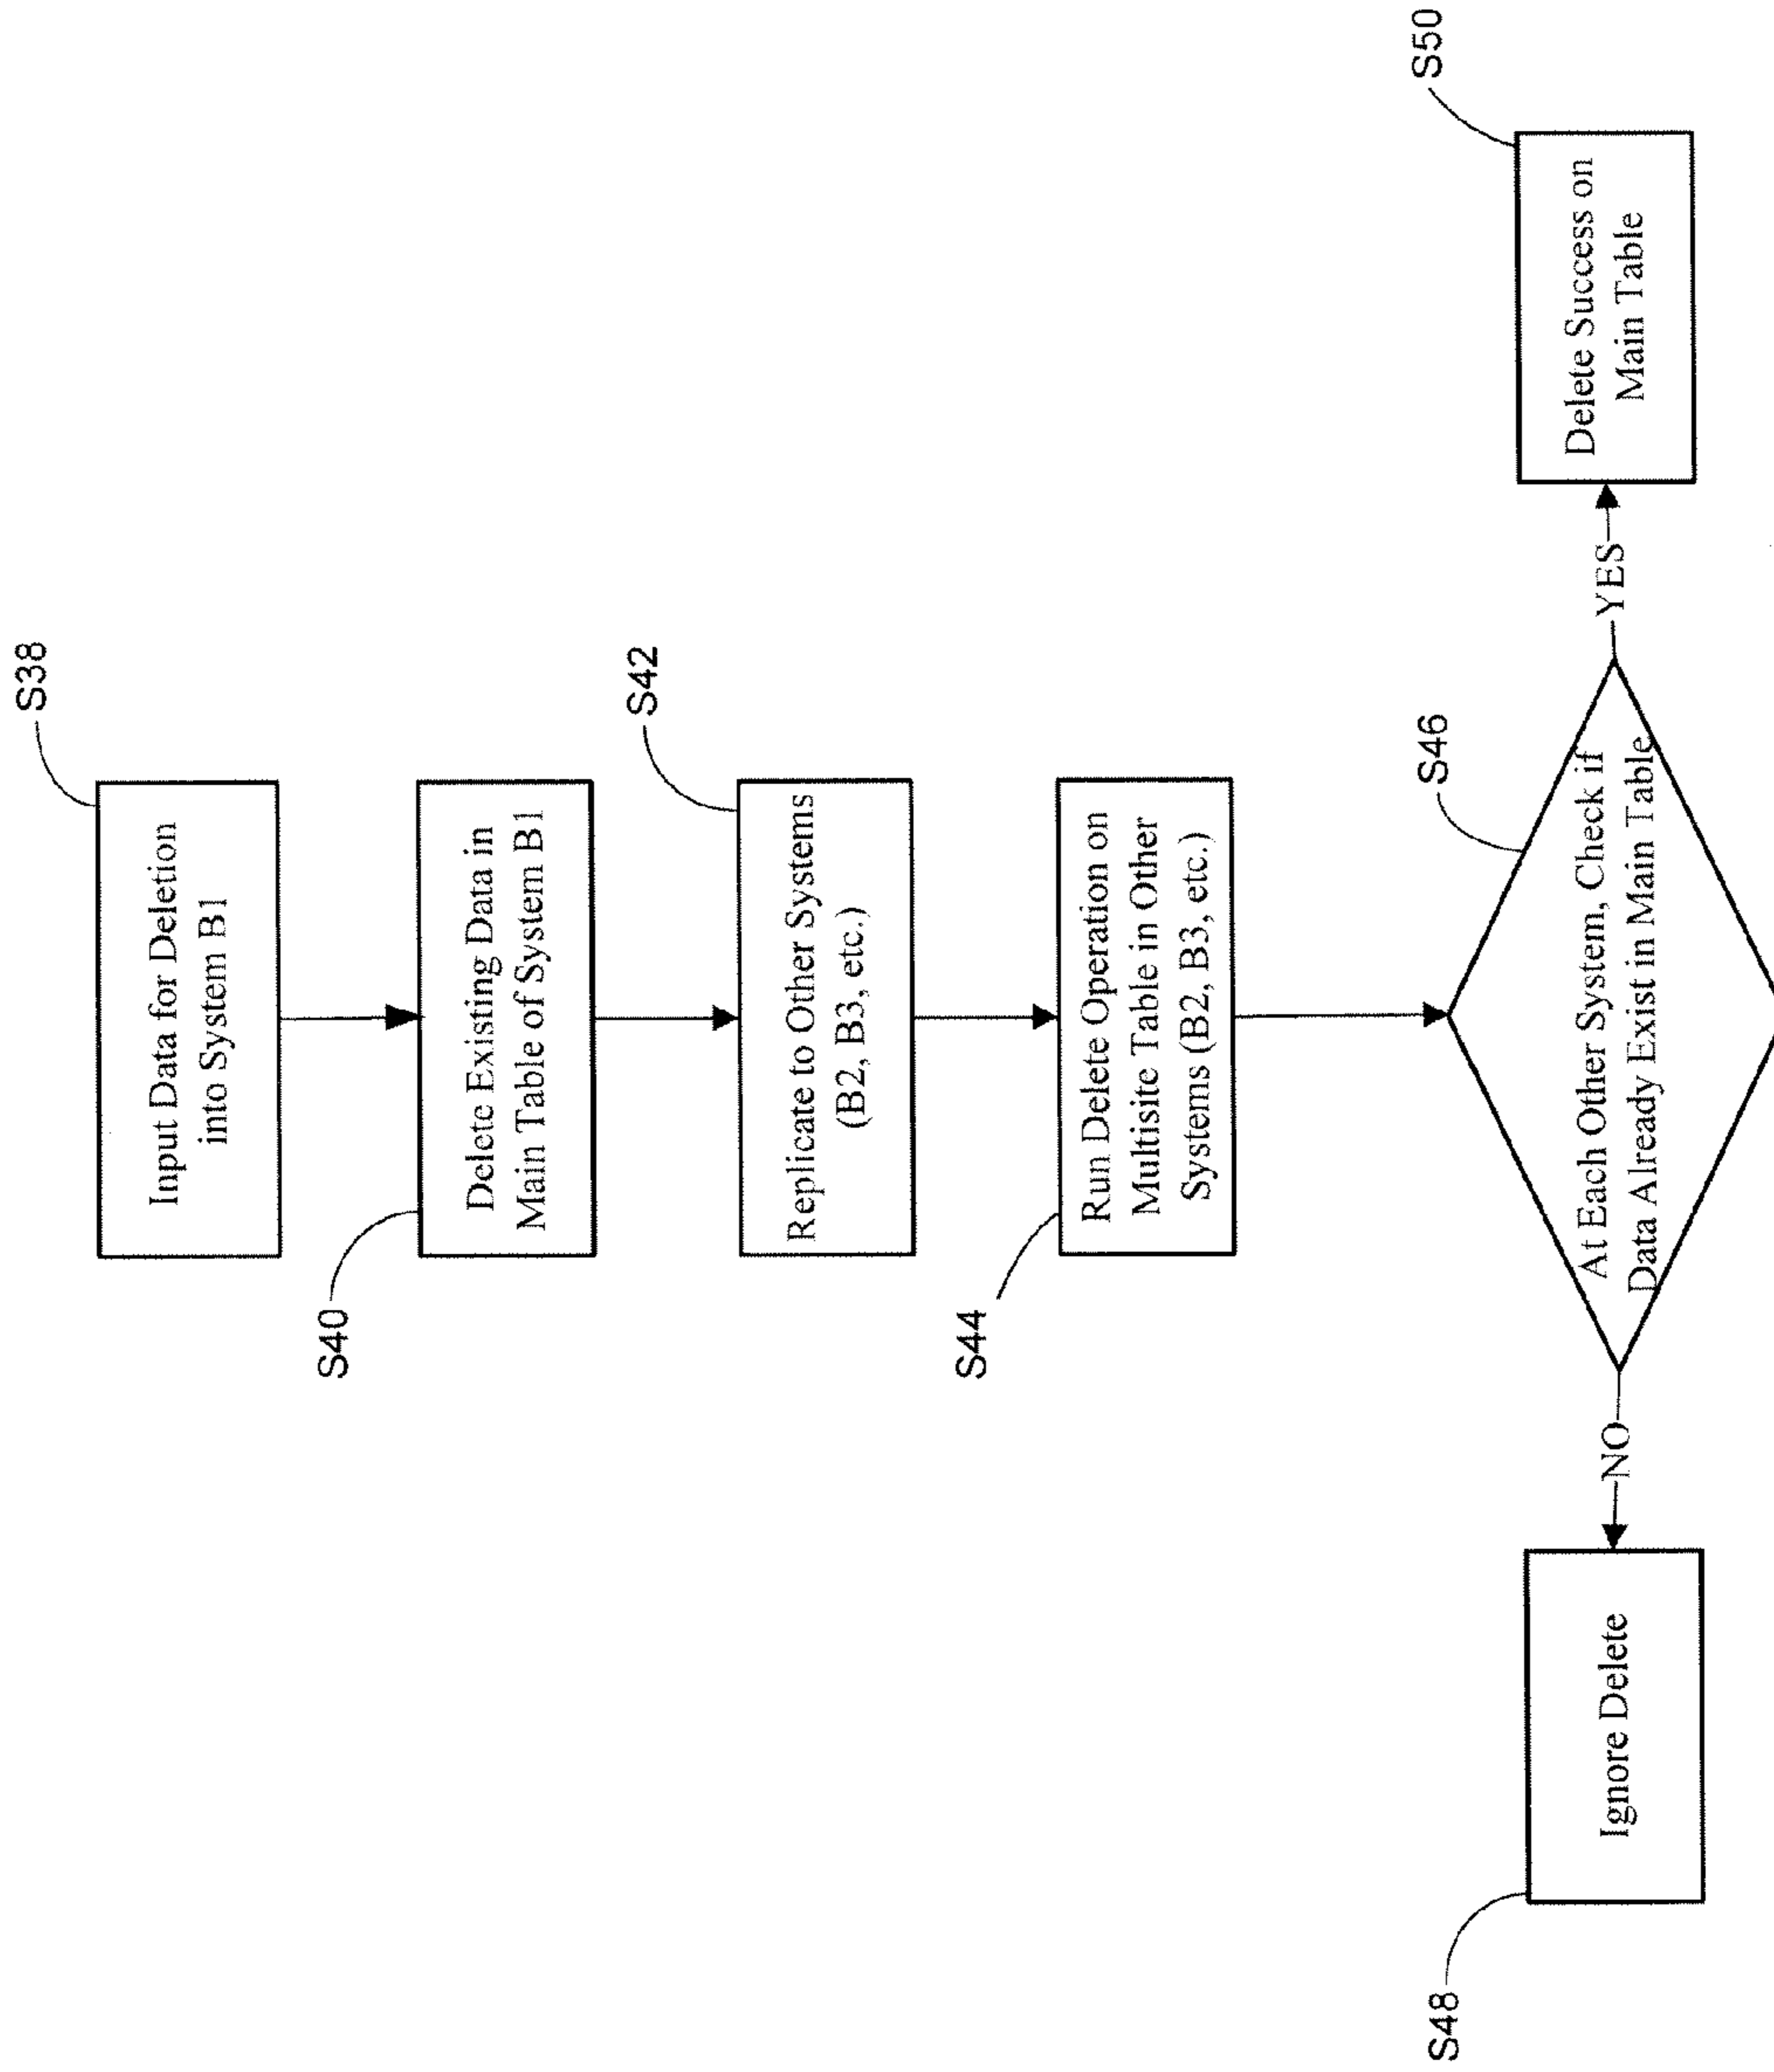 S38
Input Data for Deletion
into System B1
S40
Delete Existing Data in
Main Table of System B1
S42
Replicate to Other Systems
(B2, B3, etc.)
S44
Run Delete Operation on
Multisite Table in Other
Systems (B2, B3, etc.)
S46
At Each Other System, Check if
Data Already Exist in Main Table
NO
YES
S48
Ignore Delete
S50
Delete Success on
Main Table